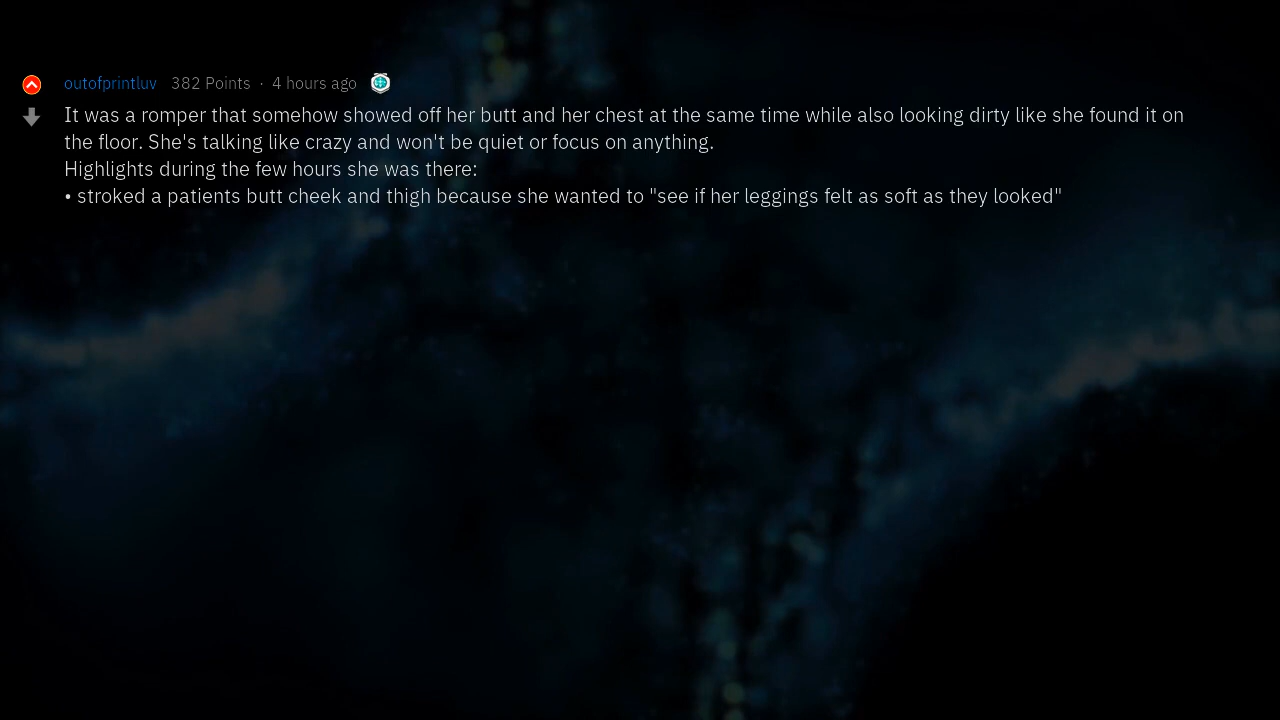 outofprintluv 382 Points · 4 hours ago
It was a romper that somehow showed off her butt and her chest at the same time while also looking dirty like she found it on
the floor. She's talking like crazy and won't be quiet or focus on anything.
Highlights during the few hours she was there:
• stroked a patients butt cheek and thigh because she wanted to "see if her leggings felt as soft as they looked"